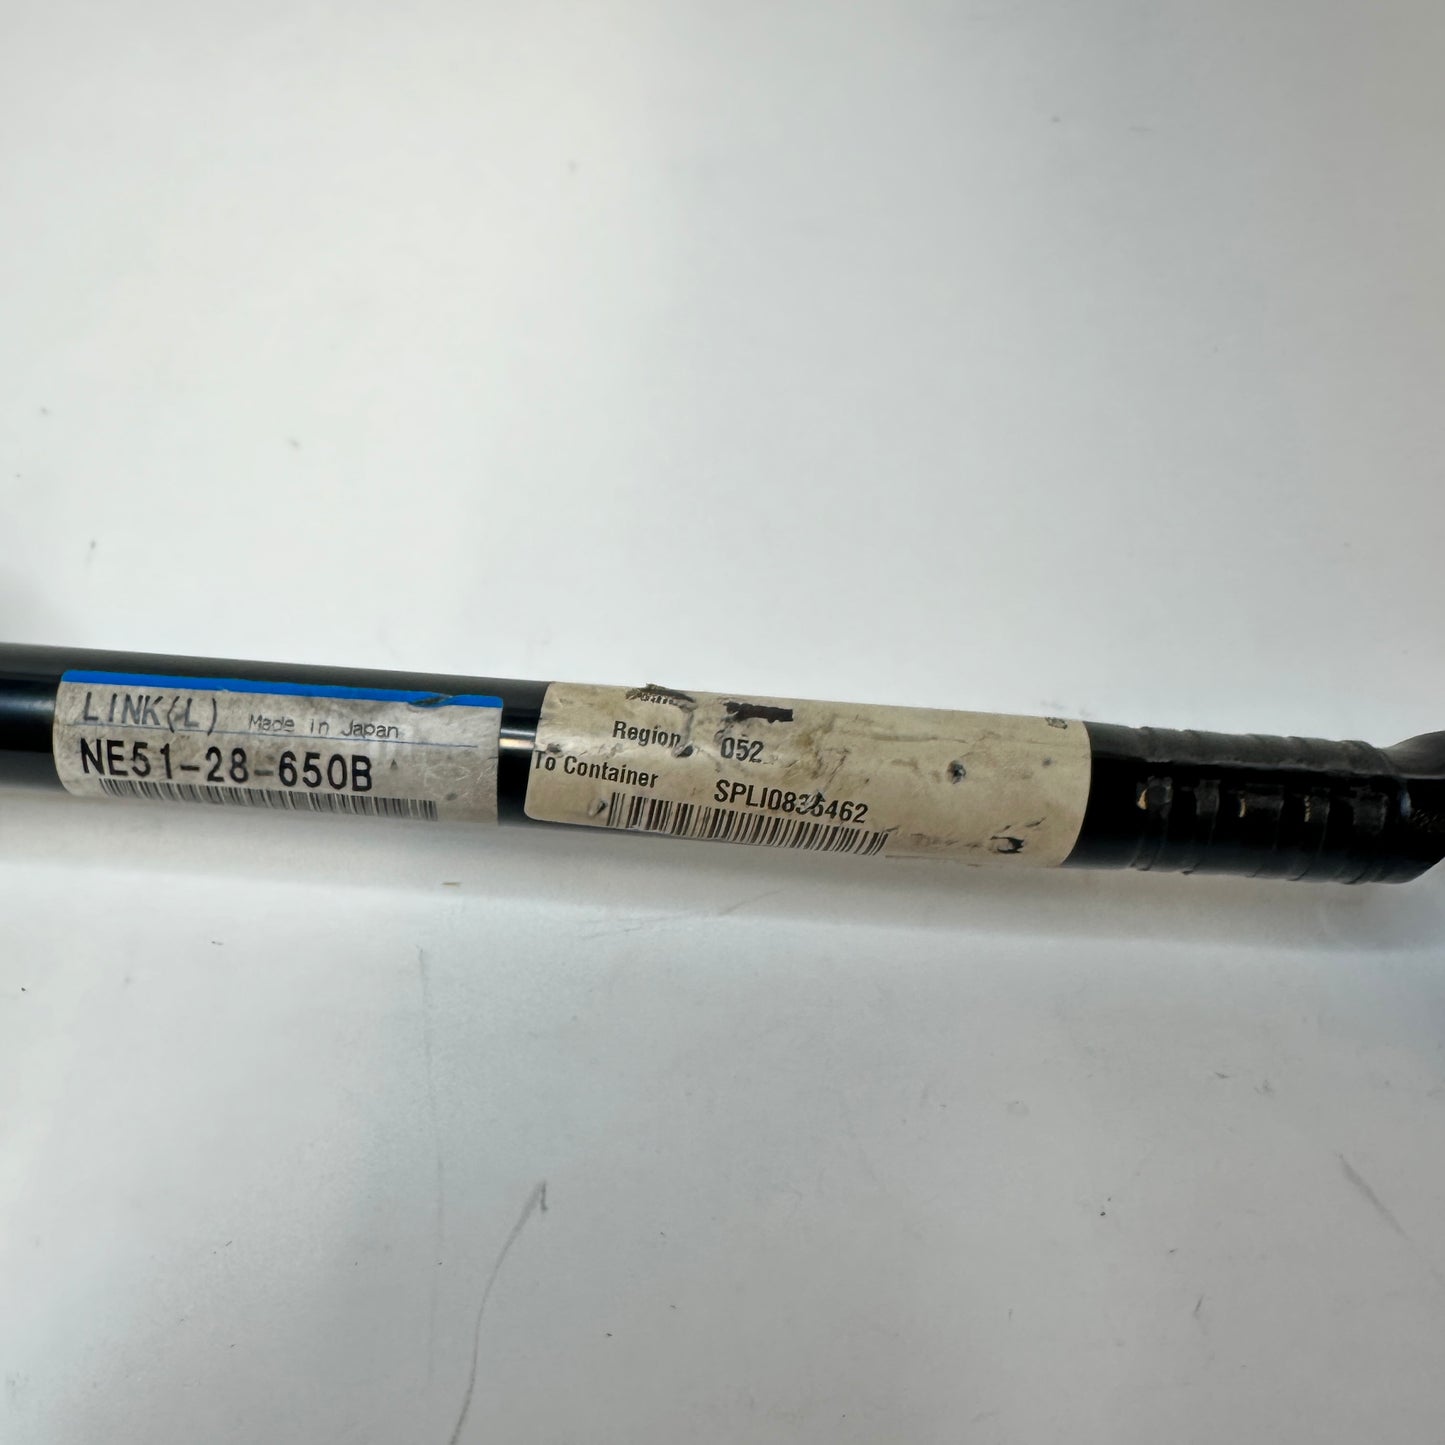 LINK(L) Made in Japan
NE51-28-650B
Region 052
To Container SPLI0835462